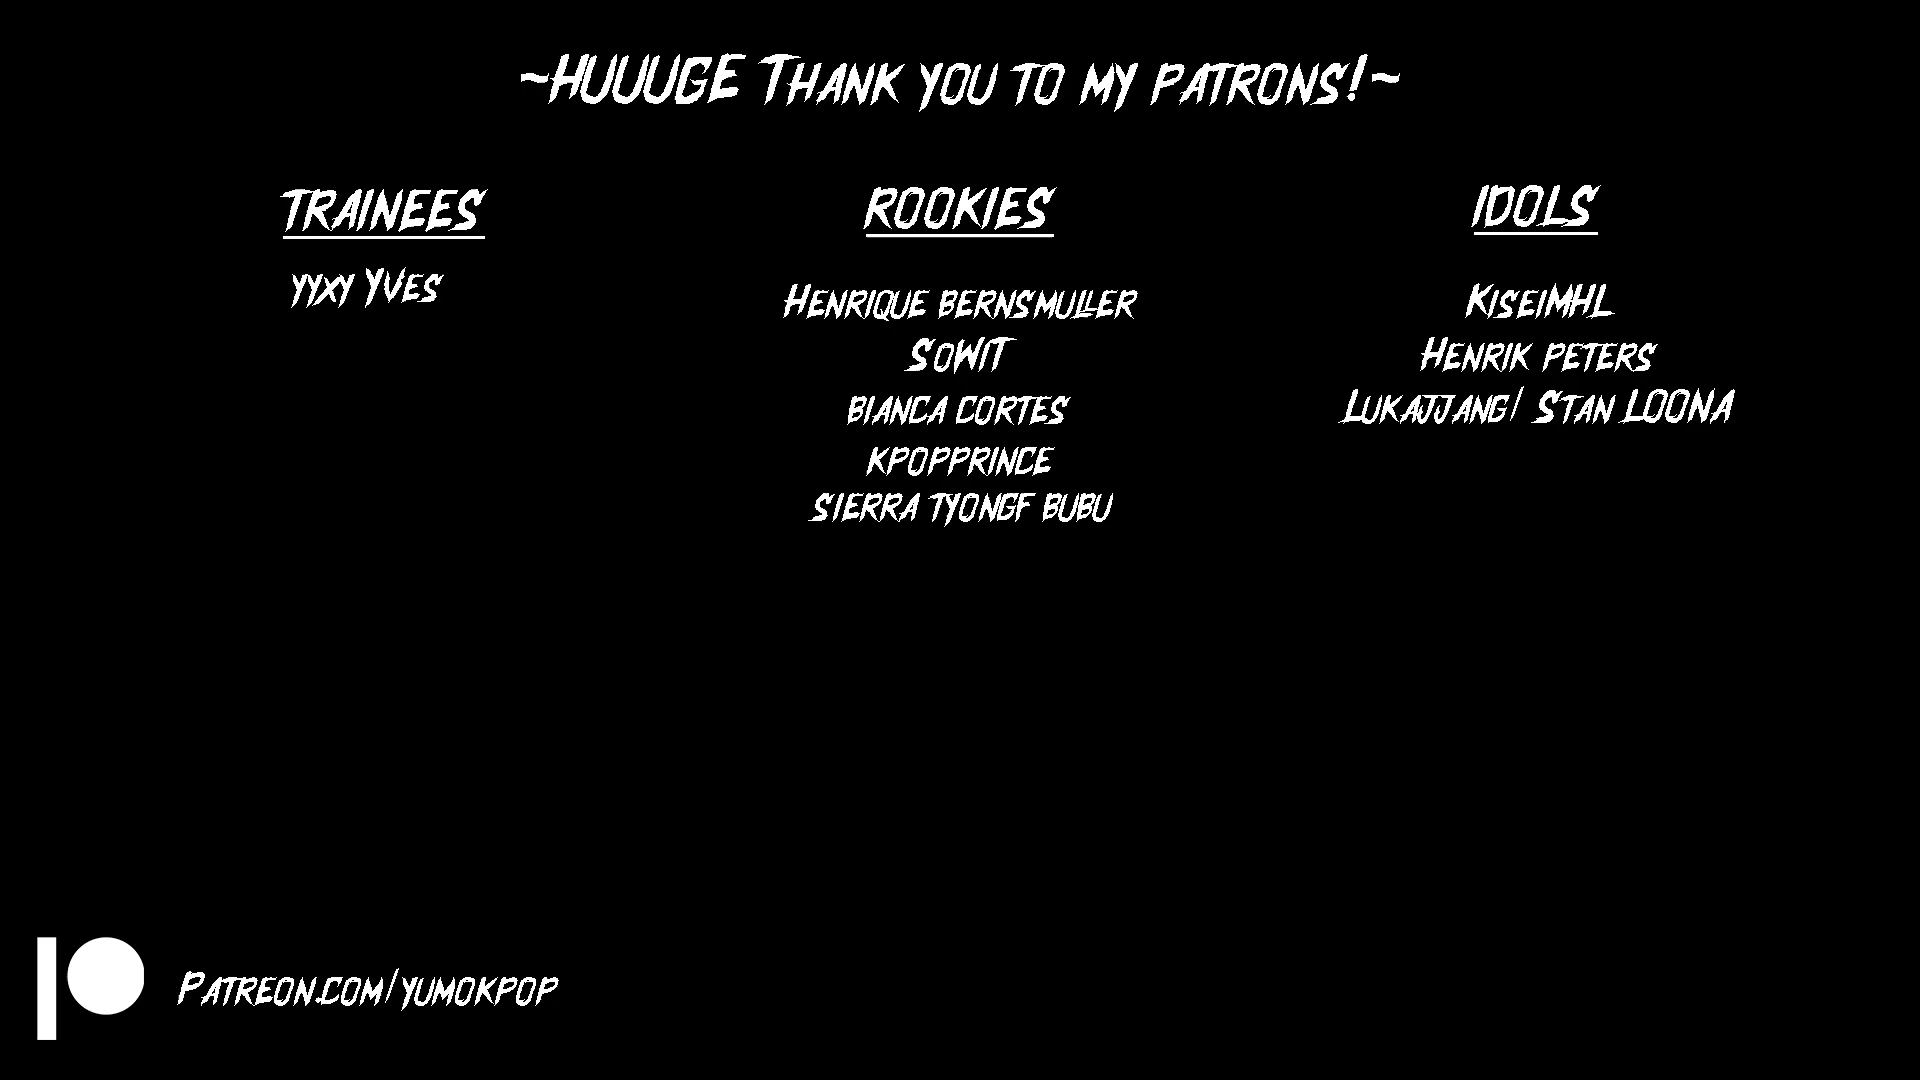 ~HUUUGE Thank you to my patrons!~
TRAINEES
yyxy Yves
ROOKIES
Henrique bernsmuller
SoWIT
bianca cortes
kpopprince
sierra tyongf bubu
IDOLS
KiseiMHL
Henrik peters
Lukajjang/ Stan LOONA
Patreon.com/yumokpop